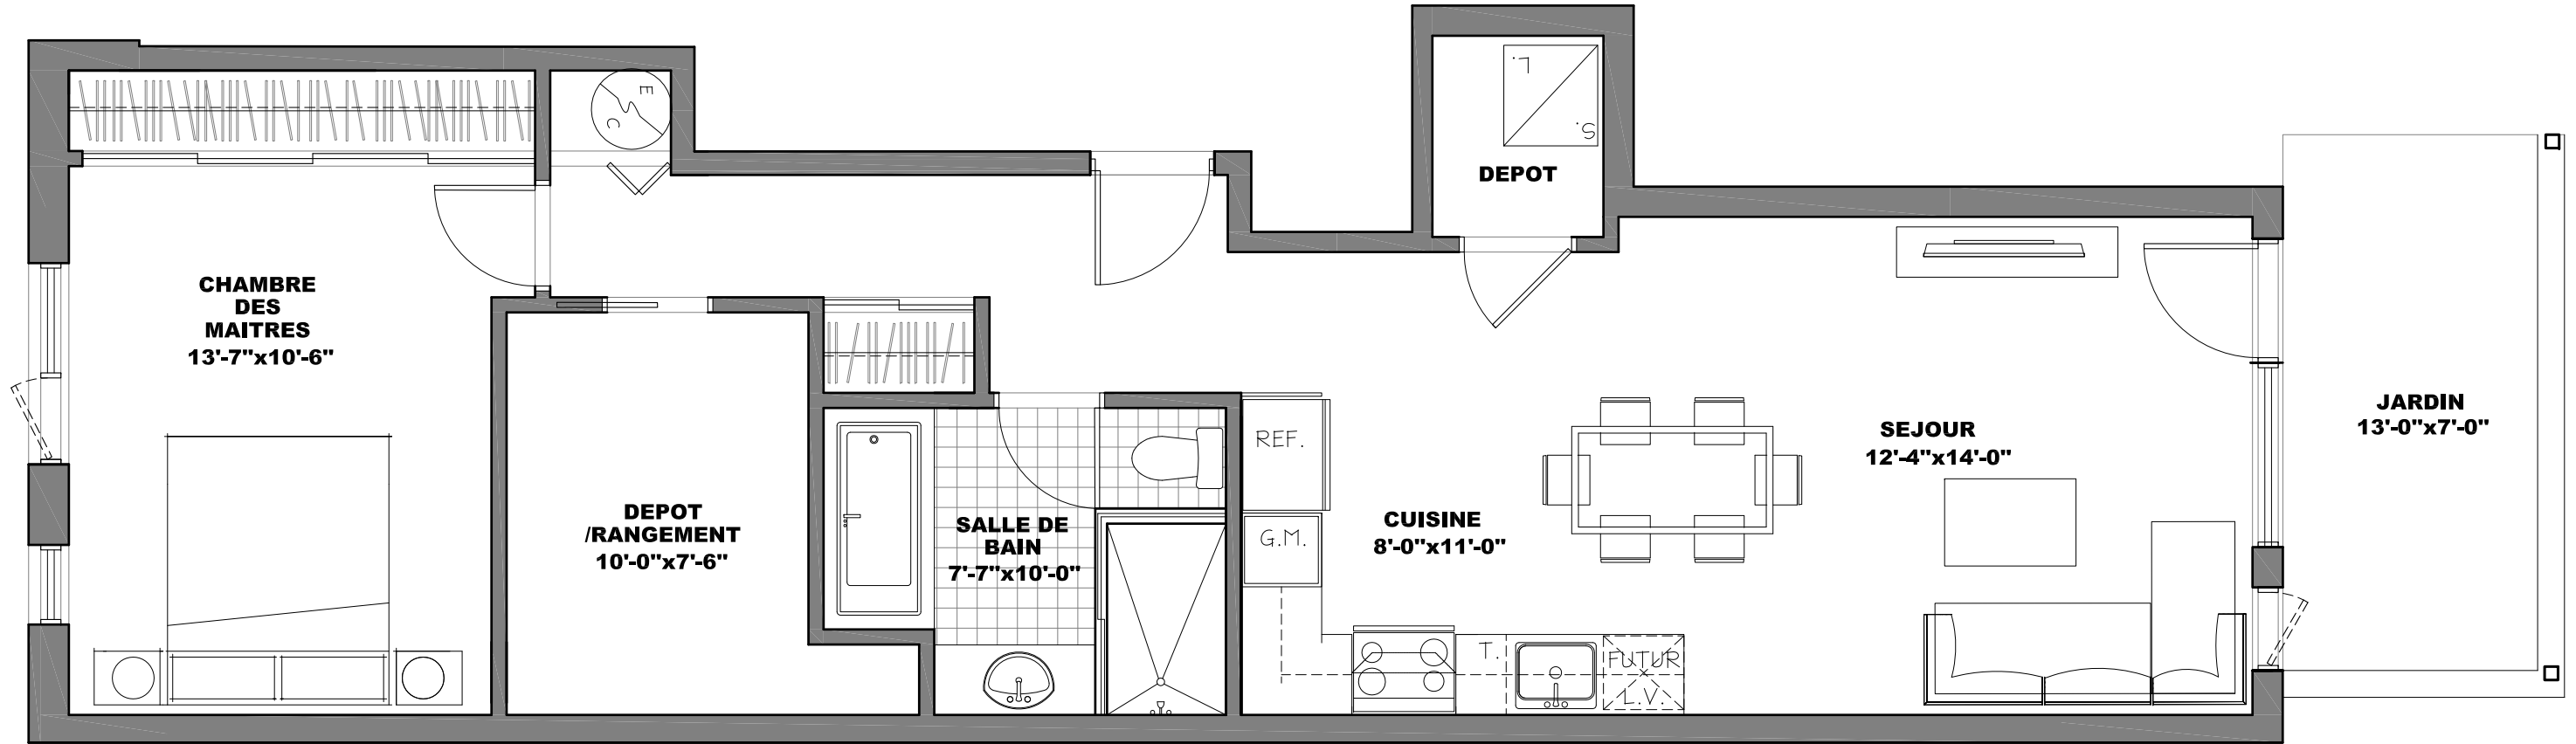 E
C
L.
S.
DEPOT
CHAMBRE
DES
MAITRES
13'-7"x10'-6"
DEPOT
/RANGEMENT
10'-0"x7'-6"
SALLE DE
BAIN
7'-7"x10'-0"
REF.
G.M.
CUISINE
8'-0"x11'-0"
T.
FUTUR
L.V.
SEJOUR
12'-4"x14'-0"
JARDIN
13'-0"x7'-0"